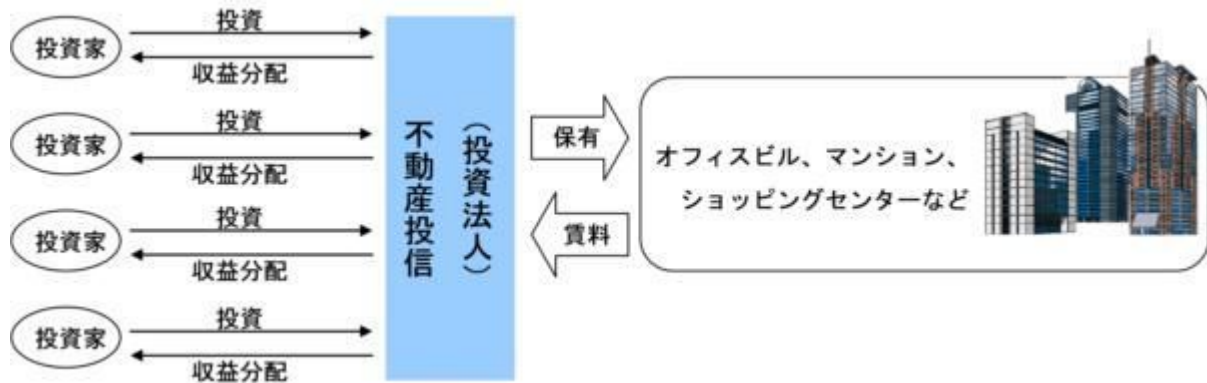 投資家
投資
収益分配
投資家
投資
収益分配
投資家
投資
収益分配
投資家
投資
収益分配
不動産投信
（投資法人）
保有
賃料
オフィスビル、マンション、
ショッピングセンターなど